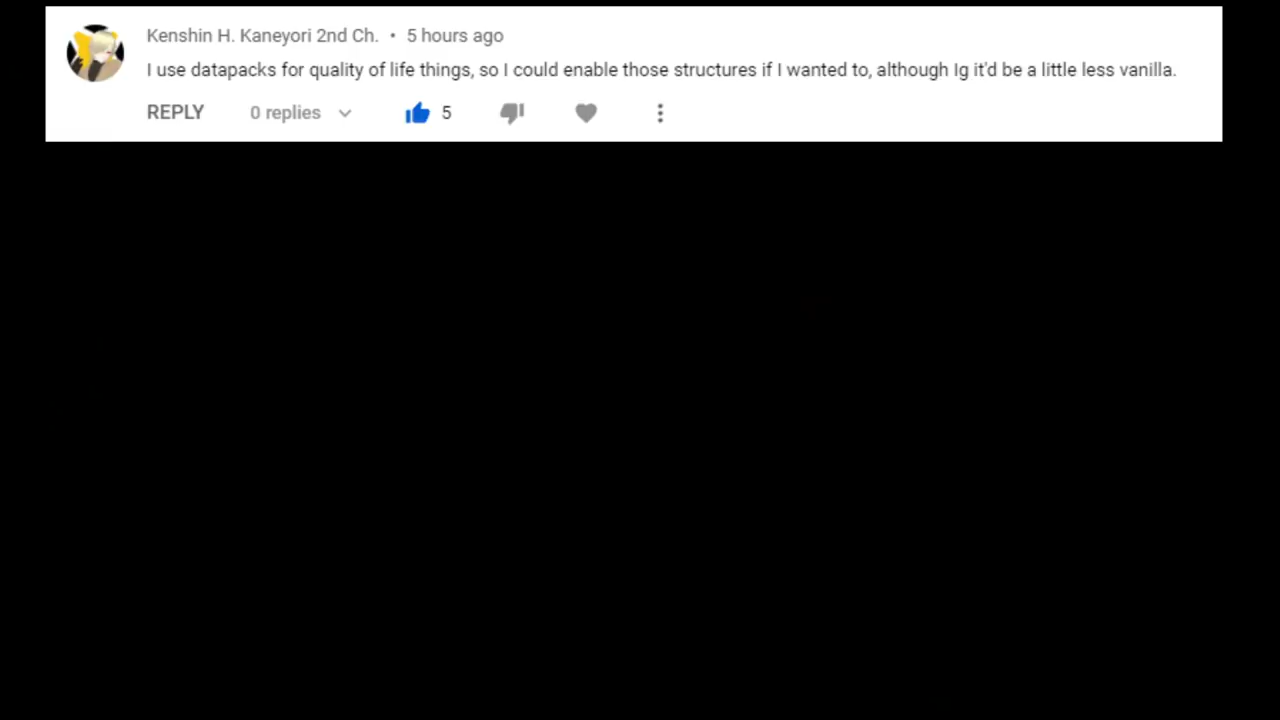 Kenshin H. Kaneyori 2nd Ch. • 5 hours ago
I use datapacks for quality of life things, so I could enable those structures if I wanted to, although Ig it'd be a little less vanilla.
REPLY 0 replies 5